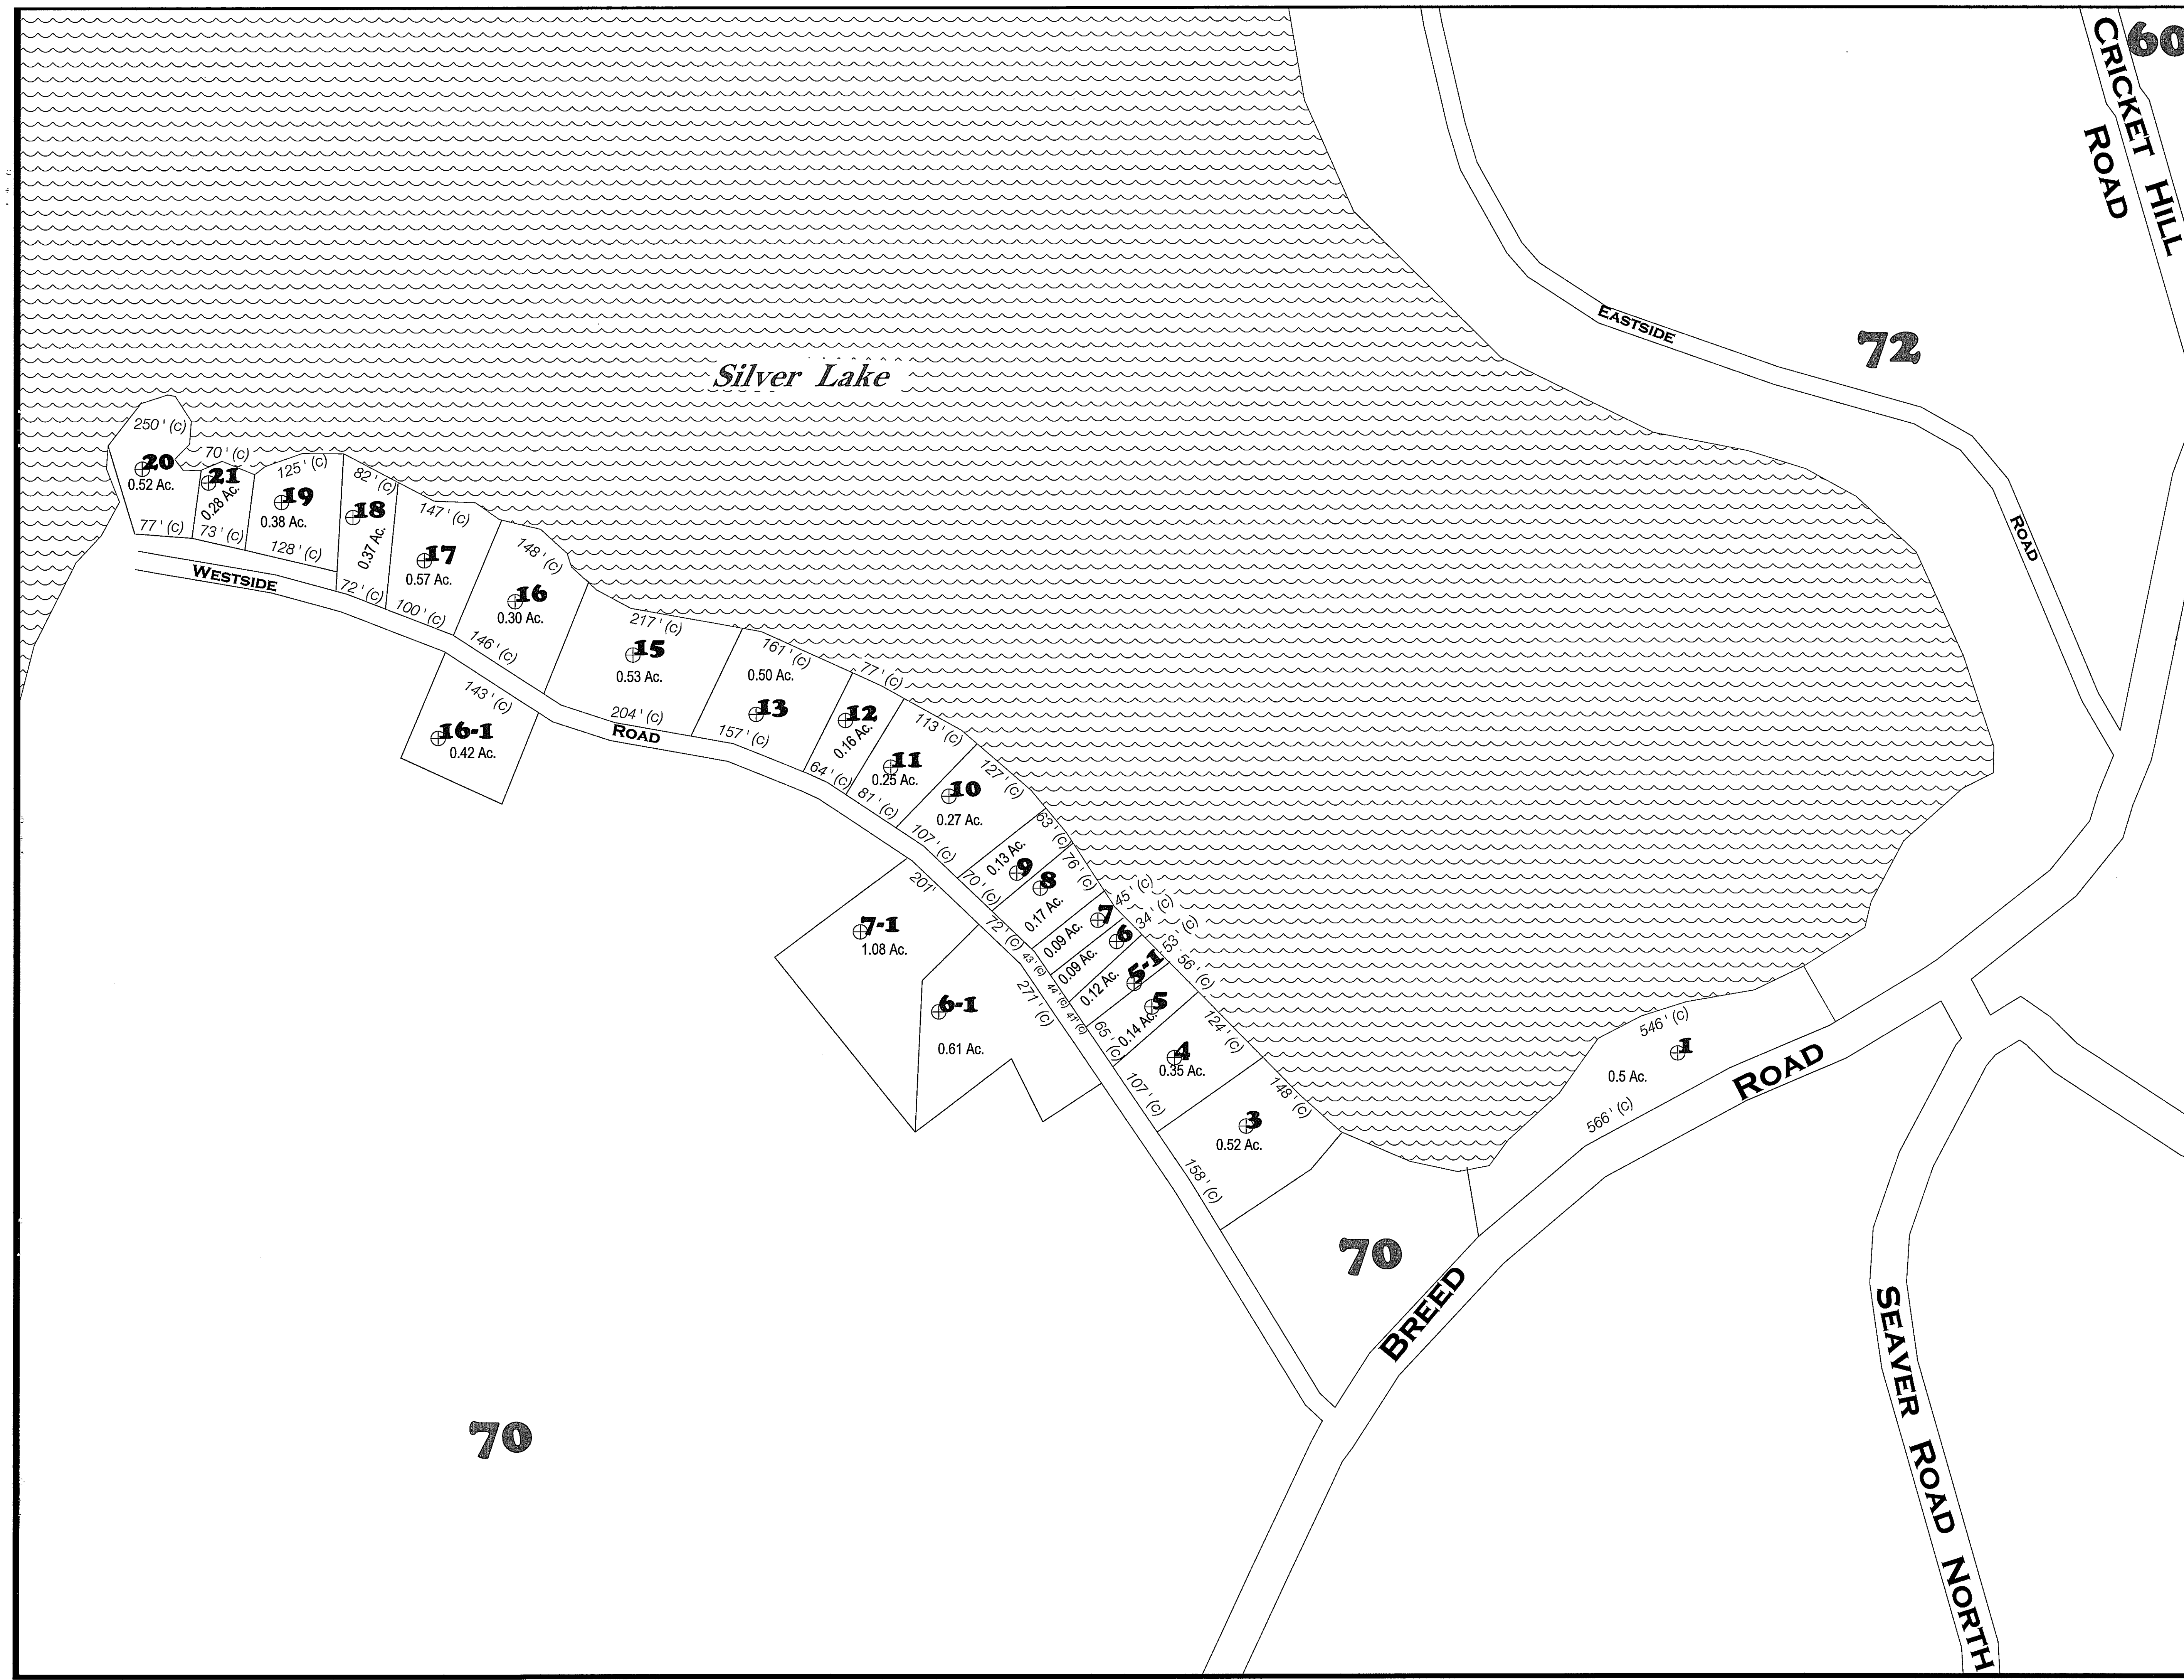 CRICKET HILL
ROAD
60
EASTSIDE
ROAD
72
Silver Lake
250 ' (c)
20
0.52 Ac.
77 ' (c)
70 ' (c)
21
0.28 Ac.
73 ' (c)
125 ' (c)
19
0.38 Ac.
128 ' (c)
82 ' (c)
18
0.37 Ac.
72 ' (c)
147 ' (c)
17
0.57 Ac.
100 ' (c)
148 ' (c)
16
0.30 Ac.
146 ' (c)
WESTSIDE
ROAD
143 ' (c)
16-1
0.42 Ac.
217 ' (c)
15
0.53 Ac.
204 ' (c)
161 ' (c)
0.50 Ac.
13
157 ' (c)
77 ' (c)
12
0.16 Ac.
64 ' (c)
113 ' (c)
11
0.25 Ac.
81 ' (c)
127 ' (c)
10
0.27 Ac.
107 ' (c)
63 ' (c)
0.13 Ac.
9
70 ' (c)
76 ' (c)
8
0.17 Ac.
72 ' (c)
45 ' (c)
7
0.09 Ac.
43 ' (c)
34 ' (c)
6
0.09 Ac.
44 ' (c)
53 ' (c)
5-1
0.12 Ac.
41 ' (c)
56 ' (c)
5
0.14 Ac.
65 ' (c)
124 ' (c)
4
0.35 Ac.
107 ' (c)
148 ' (c)
3
0.52 Ac.
158 ' (c)
201'
7-1
1.08 Ac.
271 ' (c)
6-1
0.61 Ac.
546 ' (c)
1
0.5 Ac.
566 ' (c)
BREED
ROAD
70
70
SEAVER ROAD NORTH